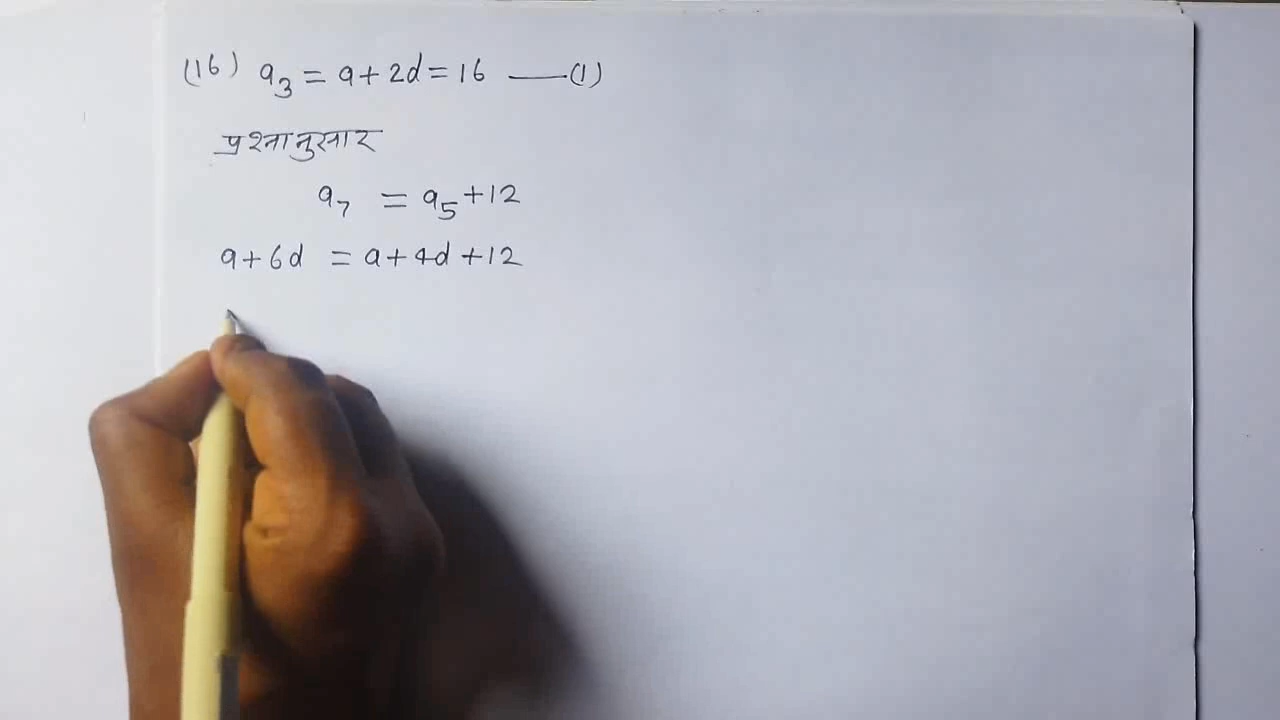 (16) a₃ = a + 2d = 16 —— (1)
प्रश्नानुसार
a₇ = a₅ + 12
a + 6d = a + 4d + 12